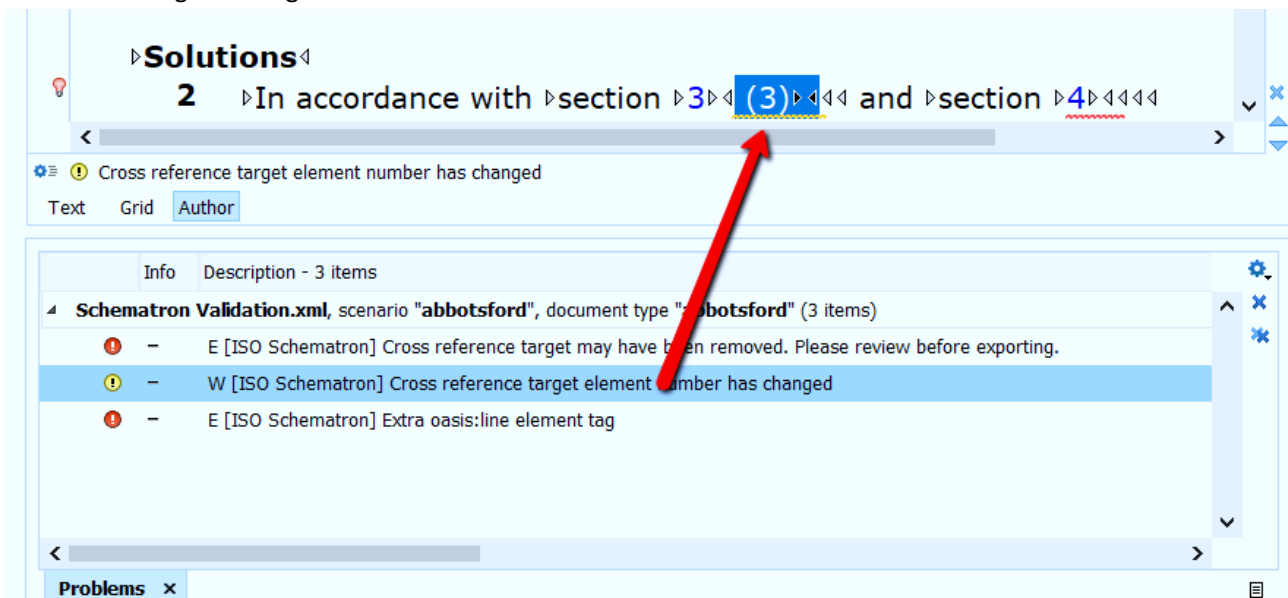 Solutions
2 In accordance with section 3 (3) and section 4
Cross reference target element number has changed
Text Grid Author
Info Description - 3 items
Schematron Validation.xml, scenario "abbotsford", document type "abbotsford" (3 items)
E [ISO Schematron] Cross reference target may have been removed. Please review before exporting.
W [ISO Schematron] Cross reference target element number has changed
E [ISO Schematron] Extra oasis:line element tag
Problems